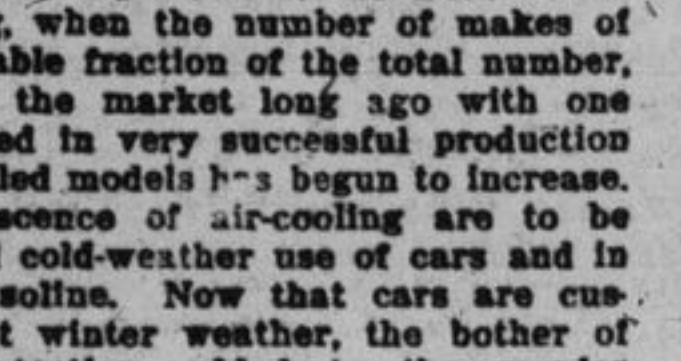 , when the number of makes of
able fraction of the total number,
the market long ago with one
ed in very successful production
led models has begun to increase.
scence of air-cooling are to be
cold-weather use of cars and in
soline. Now that cars are cus-
t winter weather, the bother of